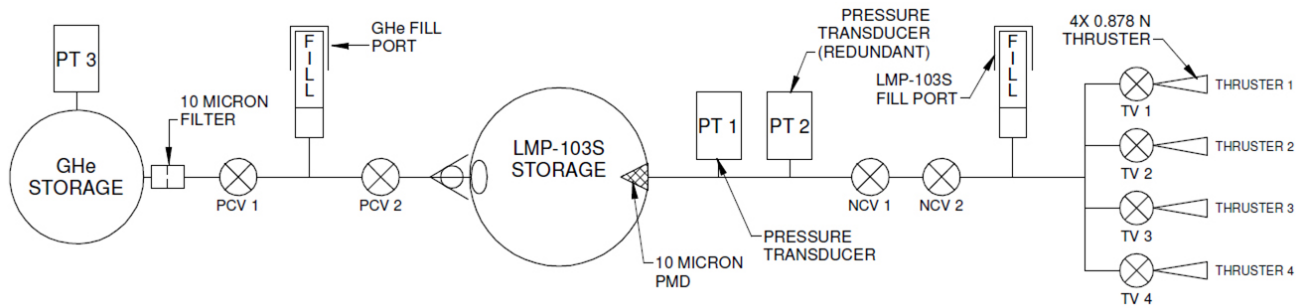 PT 3
10 MICRON
FILTER
GHe
STORAGE
PCV 1
FILL
GHe FILL
PORT
PCV 2
LMP-103S
STORAGE
10 MICRON
PMD
PT 1
PRESSURE
TRANSDUCER
PT 2
PRESSURE
TRANSDUCER
(REDUNDANT)
NCV 1
NCV 2
LMP-103S
FILL PORT
FILL
4X 0.878 N
THRUSTER
TV 1
THRUSTER 1
TV 2
THRUSTER 2
TV 3
THRUSTER 3
TV 4
THRUSTER 4